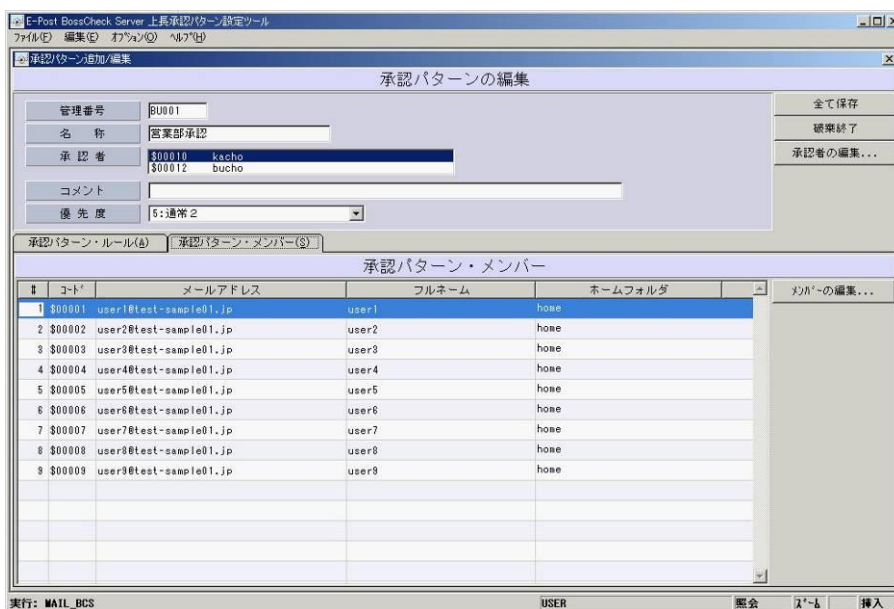 E-Post BossCheck Server 上長承認パターン設定ツール
ファイル(F) 編集(E) オプション(O) ヘルプ(H)
承認パターン追加/編集
承認パターンの編集
管理番号 BU001
名 称 営業部承認
承 認 者 $00010 kacho
$00012 bucho
コメント
優 先 度 5:通常2
全て保存
破棄終了
承認者の編集...
承認パターン・ルール(A) 承認パターン・メンバー(S)
承認パターン・メンバー
# コード メールアドレス フルネーム ホームフォルダ
1 $00001 user1@test-sample01.jp user1 home
2 $00002 user2@test-sample01.jp user2 home
3 $00003 user3@test-sample01.jp user3 home
4 $00004 user4@test-sample01.jp user4 home
5 $00005 user5@test-sample01.jp user5 home
6 $00006 user6@test-sample01.jp user6 home
7 $00007 user7@test-sample01.jp user7 home
8 $00008 user8@test-sample01.jp user8 home
9 $00009 user9@test-sample01.jp user9 home
メンバーの編集...
実行: MAIL_BCS USER 照会 ズーム 挿入